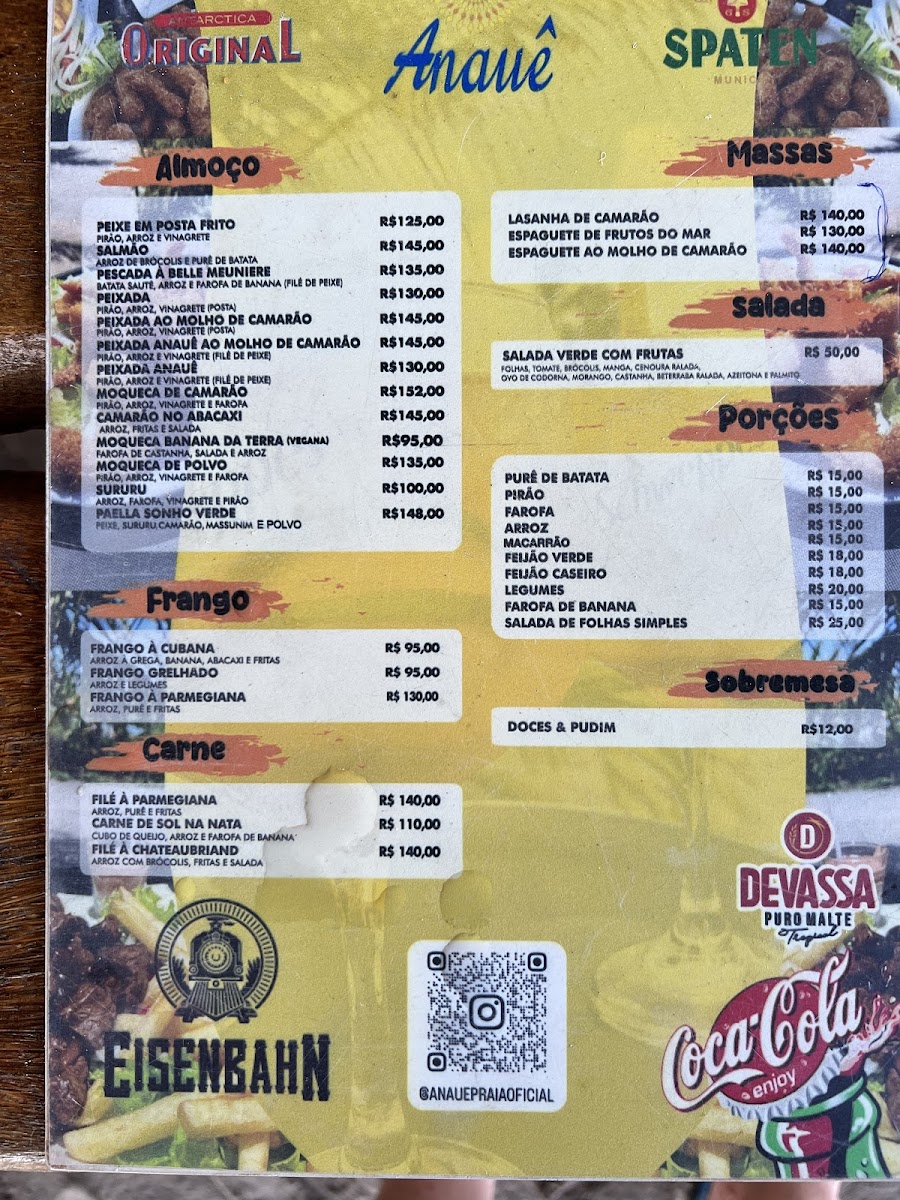 ANTARCTICA
ORIGINAL
Anauê
SPATEN
Almoço
PEIXE EM POSTA FRITO R$125,00
PIRÃO, ARROZ E VINAGRETE
SALMÃO R$145,00
ARROZ DE BRÓCOLIS E PURÊ DE BATATA
PESCADA À BELLE MEUNIERE R$135,00
BATATA SAUTÉ, ARROZ E FAROFA DE BANANA (FILÉ DE PEIXE)
PEIXADA R$130,00
PIRÃO, ARROZ, VINAGRETE (POSTA)
PEIXADA AO MOLHO DE CAMARÃO R$145,00
PIRÃO, ARROZ, VINAGRETE (POSTA)
PEIXADA ANAUÊ AO MOLHO DE CAMARÃO R$145,00
PIRÃO, ARROZ E VINAGRETE (FILÉ DE PEIXE)
PEIXADA ANAUÊ R$130,00
PIRÃO, ARROZ E VINAGRETE (FILÉ DE PEIXE)
MOQUECA DE CAMARÃO R$152,00
PIRÃO, ARROZ, VINAGRETE E FAROFA
CAMARÃO NO ABACAXI R$145,00
ARROZ, FRITAS E SALADA
MOQUECA BANANA DA TERRA (VEGANA) R$95,00
FAROFA DE CASTANHA, SALADA E ARROZ
MOQUECA DE POLVO R$135,00
PIRÃO, ARROZ, VINAGRETE E FAROFA
SURURU R$100,00
ARROZ, FAROFA, VINAGRETE E PIRÃO
PAELLA SONHO VERDE R$148,00
PEIXE, SURURU, CAMARÃO, MASSUNIM E POLVO
Frango
FRANGO À CUBANA R$ 95,00
ARROZ À GREGA, BANANA, ABACAXI E FRITAS
FRANGO GRELHADO R$ 95,00
ARROZ E LEGUMES
FRANGO À PARMEGIANA R$ 130,00
ARROZ, PURÊ E FRITAS
Carne
FILÉ À PARMEGIANA R$ 140,00
ARROZ, PURÊ E FRITAS
CARNE DE SOL NA NATA R$ 110,00
CUBO DE QUEIJO, ARROZ E FAROFA DE BANANA
FILÉ À CHATEAUBRIAND R$ 140,00
ARROZ COM BRÓCOLIS, FRITAS E SALADA
Massas
LASANHA DE CAMARÃO R$ 140,00
ESPAGUETE DE FRUTOS DO MAR R$ 130,00
ESPAGUETE AO MOLHO DE CAMARÃO R$ 140,00
Salada
SALADA VERDE COM FRUTAS R$ 50,00
FOLHAS, TOMATE, BRÓCOLIS, MANGA, CENOURA RALADA,
OVO DE CODORNA, MORANGO, CASTANHA, BETERRABA RALADA, AZEITONA E PALMITO
Porções
PURÊ DE BATATA R$ 15,00
PIRÃO R$ 15,00
FAROFA R$ 15,00
ARROZ R$ 15,00
MACARRÃO R$ 15,00
FEIJÃO VERDE R$ 18,00
FEIJÃO CASEIRO R$ 18,00
LEGUMES R$ 20,00
FAROFA DE BANANA R$ 15,00
SALADA DE FOLHAS SIMPLES R$ 25,00
Sobremesa
DOCES & PUDIM R$12,00
D
DEVASSA
PURO MALTE
Tropical
EISENBAHN
@ANAUEPRAIAOFICIAL
Coca-Cola
enjoy